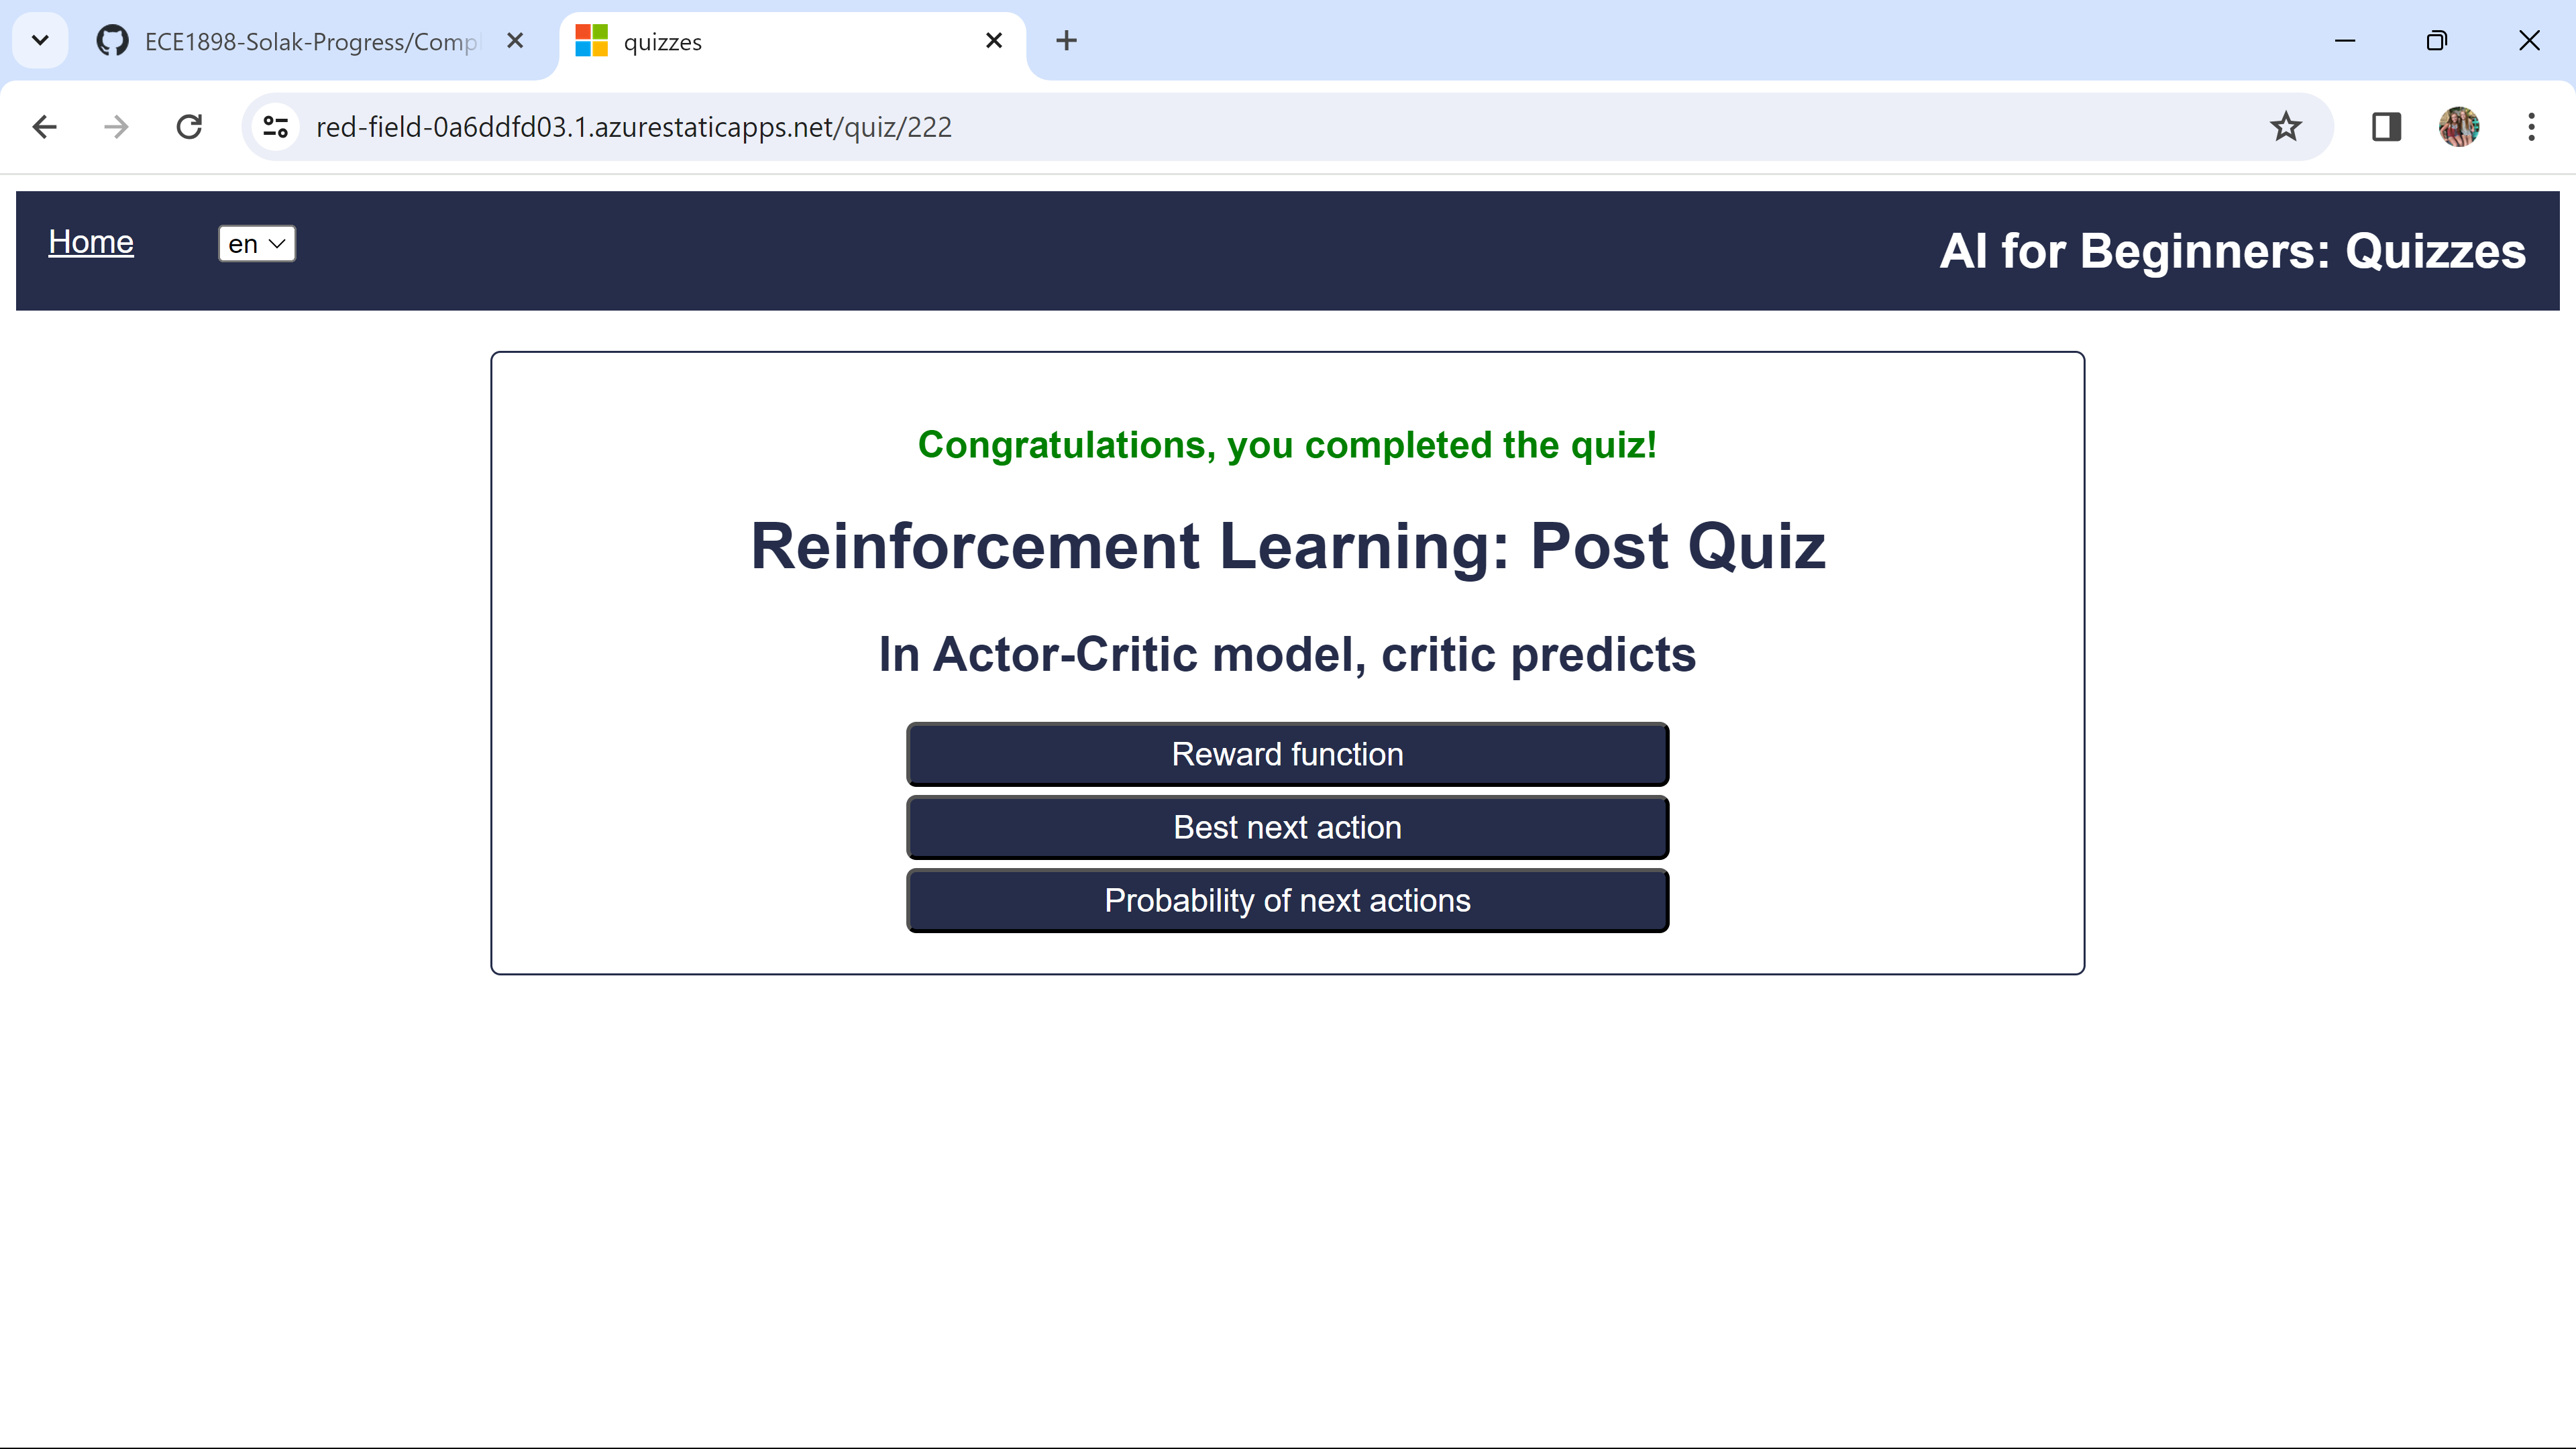 ECE1898-Solak-Progress/Comp
quizzes
red-field-0a6ddfd03.1.azurestaticapps.net/quiz/222
Home
en
AI for Beginners: Quizzes
Congratulations, you completed the quiz!
Reinforcement Learning: Post Quiz
In Actor-Critic model, critic predicts
Reward function
Best next action
Probability of next actions